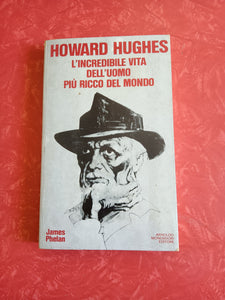 HOWARD HUGHES
L'INCREDIBILE VITA
DELL'UOMO
PIÙ RICCO DEL MONDO
James
Phelan
ARNOLDO
MONDADORI
EDITORE